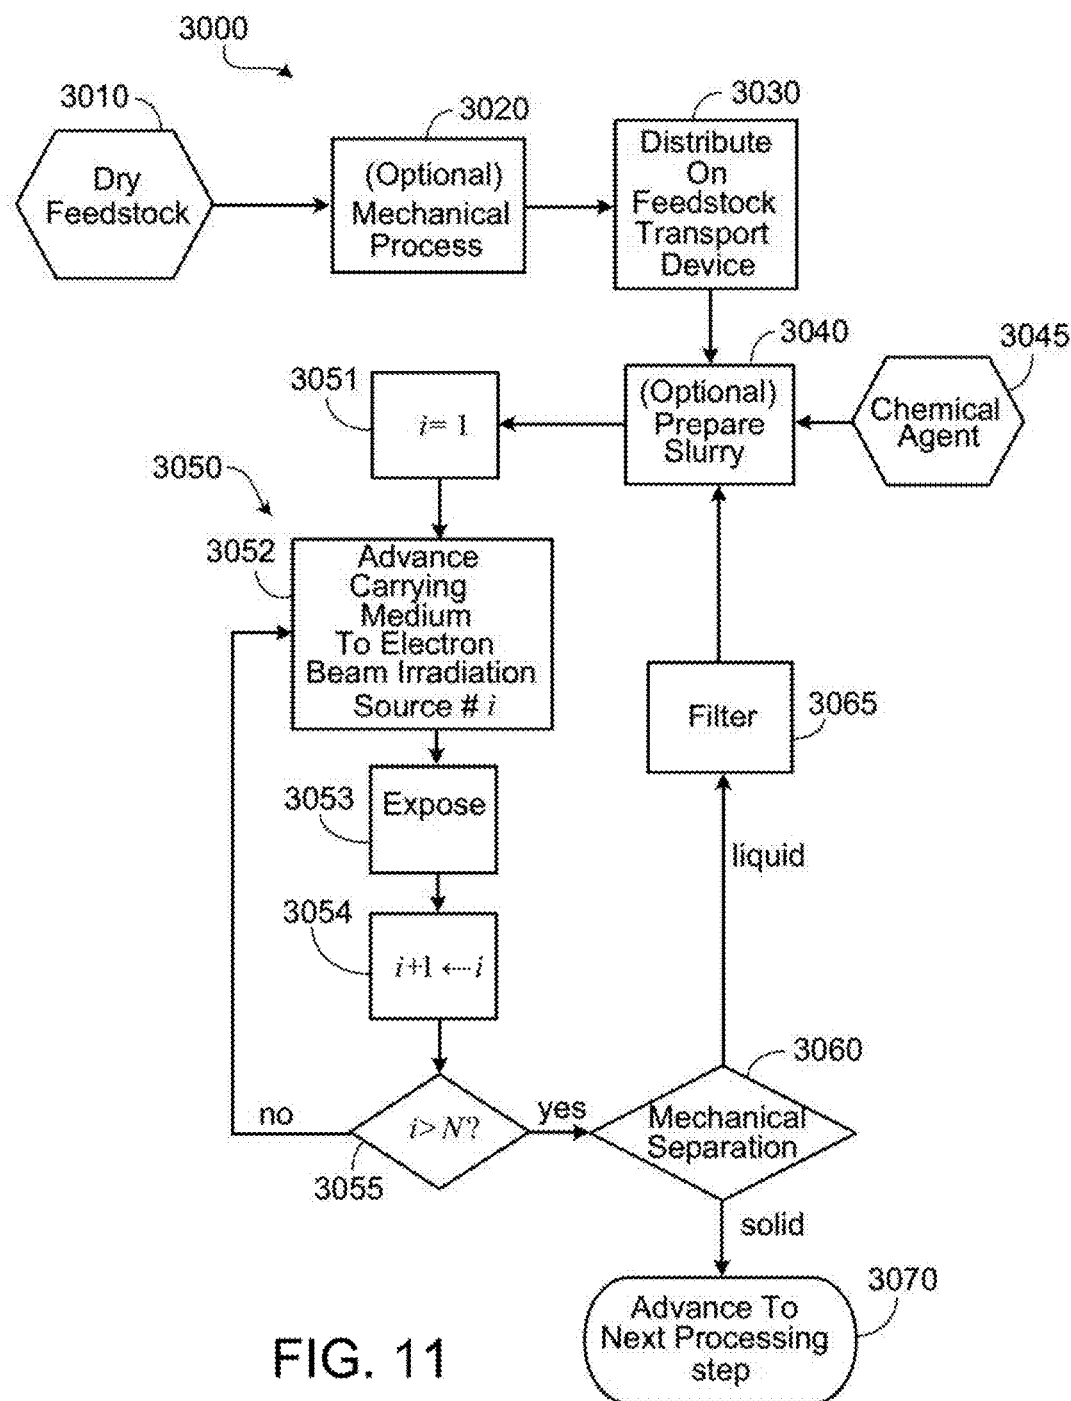 3000
3010
Dry
Feedstock
3020
(Optional)
Mechanical
Process
3030
Distribute
On
Feedstock
Transport
Device
3040
(Optional)
Prepare
Slurry
3045
Chemical
Agent
3051
i = 1
3050
3052
Advance
Carrying
Medium
To Electron
Beam Irradiation
Source # i
3053
Expose
3054
i+1 ← i
3055
i > N?
no
yes
3060
Mechanical
Separation
liquid
3065
Filter
solid
3070
Advance To
Next Processing
step
FIG. 11